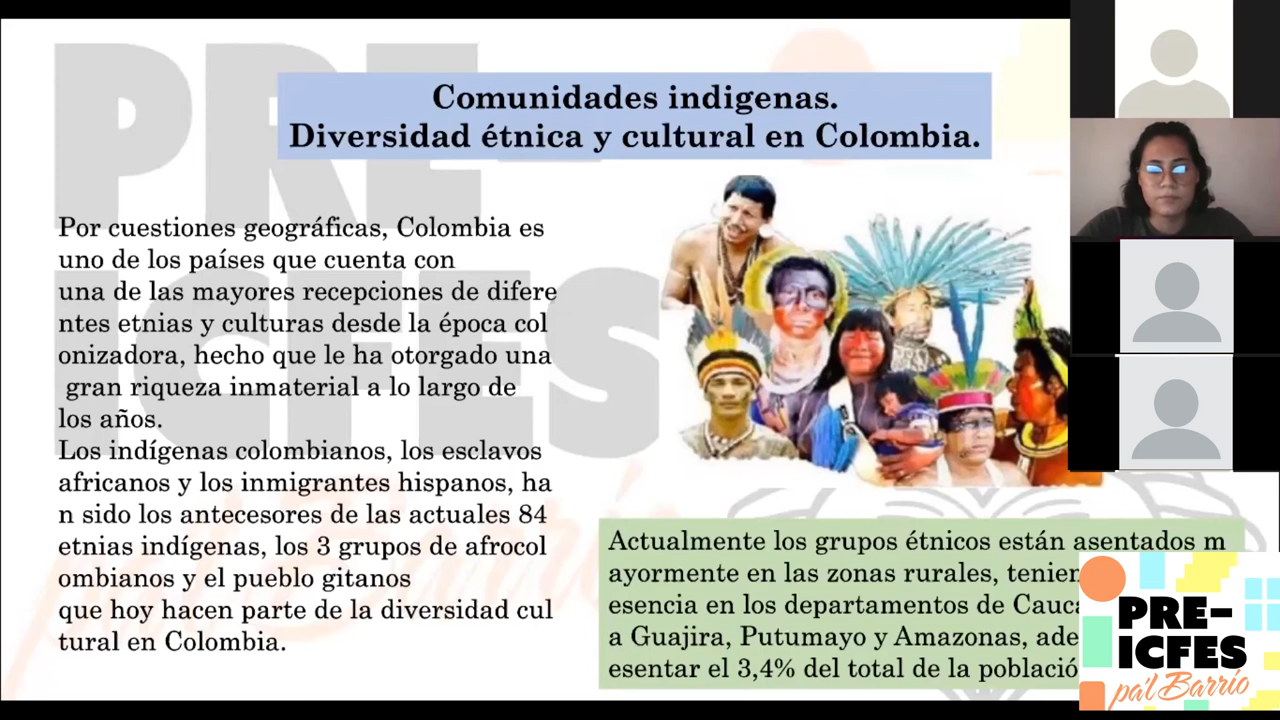 Comunidades indigenas.
Diversidad étnica y cultural en Colombia.
Por cuestiones geográficas, Colombia es
uno de los países que cuenta con
una de las mayores recepciones de difere
ntes etnias y culturas desde la época col
onizadora, hecho que le ha otorgado una
gran riqueza inmaterial a lo largo de
los años.
Los indígenas colombianos, los esclavos
africanos y los inmigrantes hispanos, ha
n sido los antecesores de las actuales 84
etnias indígenas, los 3 grupos de afrocol
ombianos y el pueblo gitanos
que hoy hacen parte de la diversidad cul
tural en Colombia.
Actualmente los grupos étnicos están asentados m
ayormente en las zonas rurales,
esencia en los departamentos de
a Guajira, Putumayo y Amazonas,
esentar el 3,4% del total de la
PRE-
ICFES
pa'l Barrio
PRE-
ICFES
pa'l Barrio